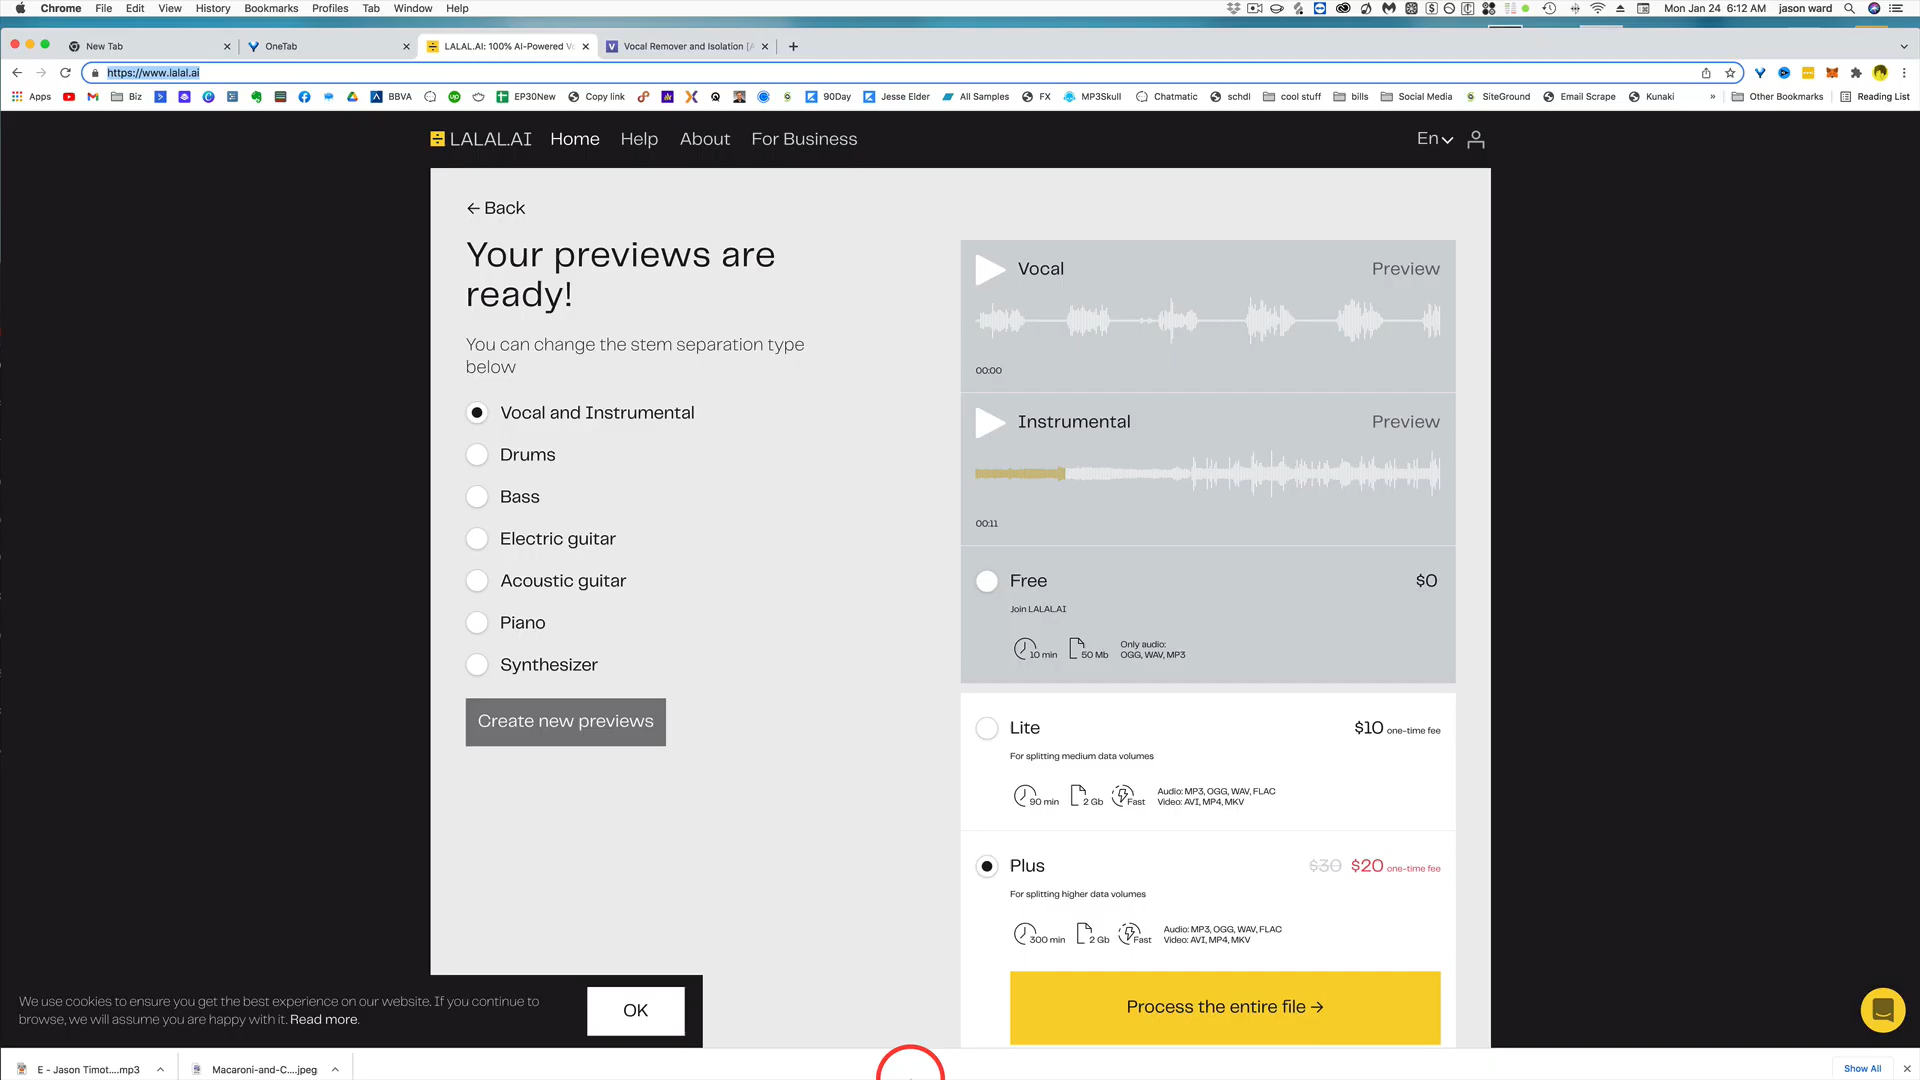 Chrome File Edit View History Bookmarks Profiles Tab Window Help
Mon Jan 24 6:12 AM jason ward
New Tab
OneTab
LALAL.AI: 100% AI-Powered V
Vocal Remover and Isolation [A
https://www.lalal.ai
Apps Biz BBVA EP30New Copy link 90Day Jesse Elder All Samples FX MP3Skull Chatmatic schdl cool stuff bills Social Media SiteGround Email Scrape Kunaki » Other Bookmarks Reading List
LALAL.AI Home Help About For Business En
← Back
Your previews are
ready!
You can change the stem separation type
below
Vocal and Instrumental
Drums
Bass
Electric guitar
Acoustic guitar
Piano
Synthesizer
Create new previews
Vocal Preview
00:00
Instrumental Preview
00:11
Free $0
Join LALAL.AI
10 min 50 Mb Only audio:
OGG, WAV, MP3
Lite $10 one-time fee
For splitting medium data volumes
90 min 2 Gb Fast Audio: MP3, OGG, WAV, FLAC
Video: AVI, MP4, MKV
Plus $30 $20 one-time fee
For splitting higher data volumes
300 min 2 Gb Fast Audio: MP3, OGG, WAV, FLAC
Video: AVI, MP4, MKV
Process the entire file →
We use cookies to ensure you get the best experience on our website. If you continue to
browse, we will assume you are happy with it. Read more.
OK
E - Jason Timot....mp3
Macaroni-and-C....jpeg
Show All